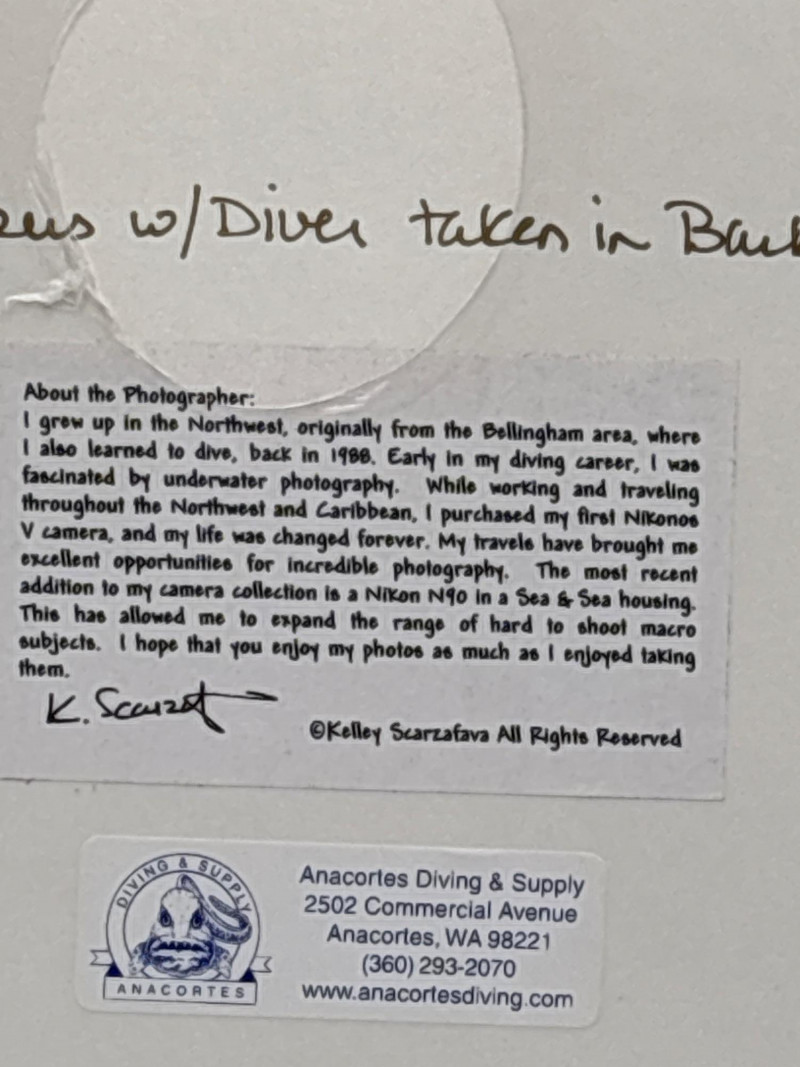 w/Diver taken in
About the Photographer:
I grew up in the Northwest, originally from the Bellingham area, where
I also learned to dive, back in 1988. Early in my diving career, I was
fascinated by underwater photography. While working and traveling
throughout the Northwest and Caribbean, I purchased my first Nikonos
V camera, and my life was changed forever. My travels have brought me
excellent opportunities for incredible photography. The most recent
addition to my camera collection is a Nikon N90 in a Sea & Sea housing.
This has allowed me to expand the range of hard to shoot macro
subjects. I hope that you enjoy my photos as much as I enjoyed taking
them.
K. Scarzaf
©Kelley Scarzafava All Rights Reserved
DIVING & SUPPLY
ANACORTES
Anacortes Diving & Supply
2502 Commercial Avenue
Anacortes, WA 98221
(360) 293-2070
www.anacortesdiving.com